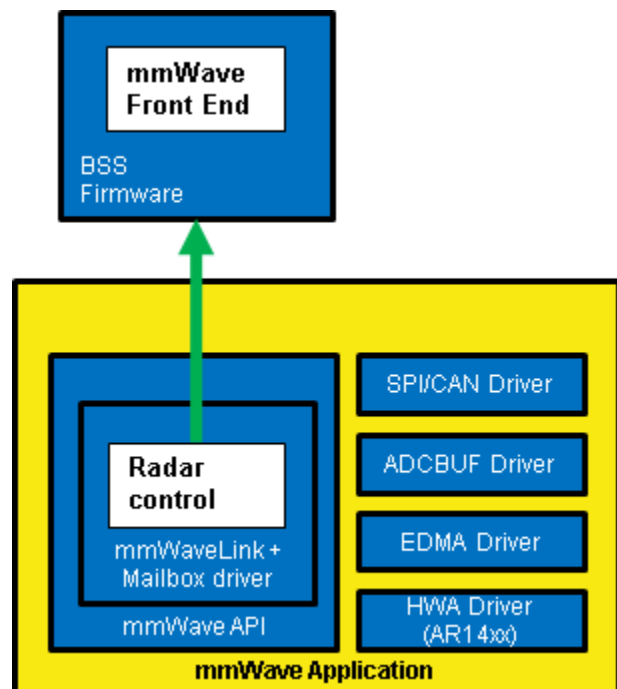 mmWave
Front End
BSS
Firmware
Radar
control
mmWaveLink +
Mailbox driver
mmWave API
SPI/CAN Driver
ADCBUF Driver
EDMA Driver
HWA Driver
(AR14xx)
mmWave Application